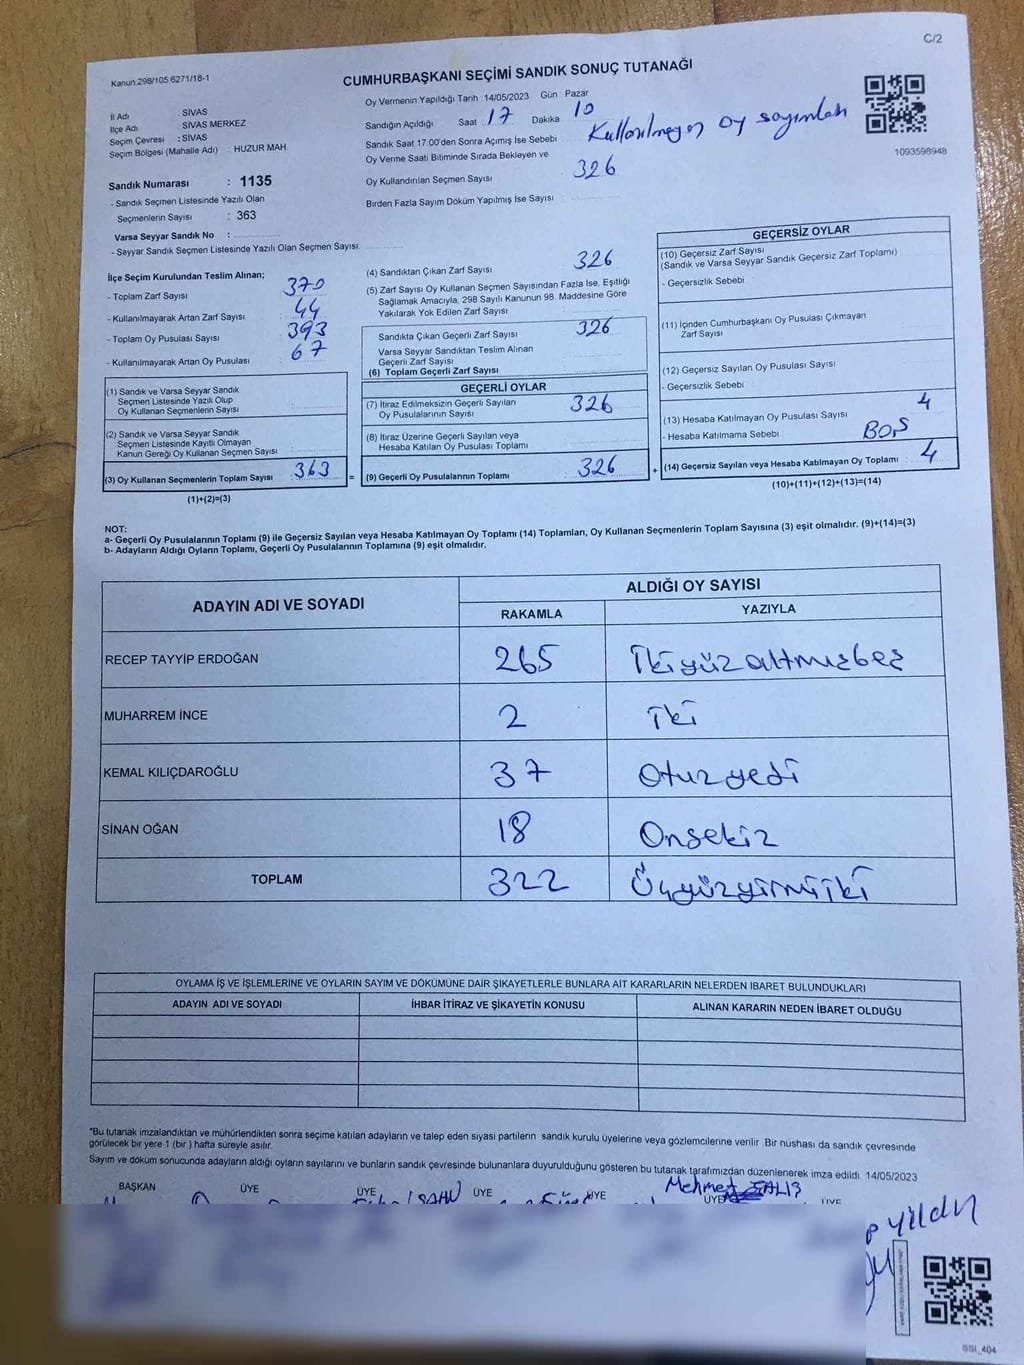 C/2
Kanun:298/105.6271/18-1
CUMHURBAŞKANI SEÇİMİ SANDIK SONUÇ TUTANAĞI
İl Adı : SİVAS
İlçe Adı : SİVAS MERKEZ
Seçim Çevresi : SİVAS
Seçim Bölgesi (Mahalle Adı) : HUZUR MAH.
Sandık Numarası : 1135
- Sandık Seçmen Listesinde Yazılı Olan
Seçmenlerin Sayısı : 363
Varsa Seyyar Sandık No :
- Seyyar Sandık Seçmen Listesinde Yazılı Olan Seçmen Sayısı:
Oy Vermenin Yapıldığı Tarih :14/05/2023 Gün : Pazar
Sandığın Açıldığı Saat : 17 Dakika : 10
Sandık Saat 17:00'den Sonra Açımış İse Sebebi : Kullanılmayan oy sayımları
Oy Verme Saati Bitiminde Sırada Bekleyen ve
Oy Kullandırılan Seçmen Sayısı : 326
Birden Fazla Sayım Döküm Yapılmış İse Sayısı :
1093598948
İlçe Seçim Kurulundan Teslim Alınan;
- Toplam Zarf Sayısı : 370
- Kullanılmayarak Artan Zarf Sayısı : 44
- Toplam Oy Pusulası Sayısı : 393
- Kullanılmayarak Artan Oy Pusulası : 67
(1) Sandık ve Varsa Seyyar Sandık
Seçmen Listesinde Yazılı Olup
Oy Kullanan Seçmenlerin Sayısı
(2) Sandık ve Varsa Seyyar Sandık
Seçmen Listesinde Kayıtlı Olmayan
Kanun Gereği Oy Kullanan Seçmen Sayısı
(3) Oy Kullanan Seçmenlerin Toplam Sayısı : 363
(1)+(2)=(3)
(4) Sandıktan Çıkan Zarf Sayısı : 326
(5) Zarf Sayısı Oy Kullanan Seçmen Sayısından Fazla İse, Eşitliği
Sağlamak Amacıyla, 298 Sayılı Kanunun 98. Maddesine Göre
Yakılarak Yok Edilen Zarf Sayısı :
Sandıkta Çıkan Geçerli Zarf Sayısı : 326
Varsa Seyyar Sandıktan Teslim Alınan
Geçerli Zarf Sayısı
(6) Toplam Geçerli Zarf Sayısı
GEÇERLİ OYLAR
(7) İtiraz Edilmeksizin Geçerli Sayılan
Oy Pusulalarının Sayısı : 326
(8) İtiraz Üzerine Geçerli Sayılan veya
Hesaba Katılan Oy Pusulası Toplamı
(9) Geçerli Oy Pusulalarının Toplamı : 326
GEÇERSİZ OYLAR
(10) Geçersiz Zarf Sayısı
(Sandık ve Varsa Seyyar Sandık Geçersiz Zarf Toplamı)
- Geçersizlik Sebebi
(11) İçinden Cumhurbaşkanı Oy Pusulası Çıkmayan
Zarf Sayısı
(12) Geçersiz Sayılan Oy Pusulası Sayısı
- Geçersizlik Sebebi
(13) Hesaba Katılmayan Oy Pusulası Sayısı : 4
- Hesaba Katılmama Sebebi : BOŞ
(14) Geçersiz Sayılan veya Hesaba Katılmayan Oy Toplamı : 4
(10)+(11)+(12)+(13)=(14)
NOT:
a- Geçerli Oy Pusulalarının Toplamı (9) ile Geçersiz Sayılan veya Hesaba Katılmayan Oy Toplamı (14) Toplamları, Oy Kullanan Seçmenlerin Toplam Sayısına (3) eşit olmalıdır. (9)+(14)=(3)
b- Adayların Aldığı Oyların Toplamı, Geçerli Oy Pusulalarının Toplamına (9) eşit olmalıdır.
ADAYIN ADI VE SOYADI ALDIĞI OY SAYISI
RAKAMLA YAZIYLA
RECEP TAYYİP ERDOĞAN 265 İkiyüzaltmışbeş
MUHARREM İNCE 2 iki
KEMAL KILIÇDAROĞLU 37 Otuzyedi
SİNAN OĞAN 18 Onsekiz
TOPLAM 322 Üçyüzyirmiiki
OYLAMA İŞ VE İŞLEMLERİNE VE OYLARIN SAYIM VE DÖKÜMÜNE DAİR ŞİKAYETLERLE BUNLARA AİT KARARLARIN NELERDEN İBARET BULUNDUKLARI
ADAYIN ADI VE SOYADI İHBAR İTİRAZ VE ŞİKAYETİN KONUSU ALINAN KARARIN NEDEN İBARET OLDUĞU
*Bu tutanak imzalandıktan ve mühürlendikten sonra seçime katılan adayların ve talep eden siyasi partilerin sandık kurulu üyelerine veya gözlemcilerine verilir. Bir nüshası da sandık çevresinde
görülecek bir yere 1 (bir) hafta süreyle asılır.
Sayım ve döküm sonucunda adayların aldığı oyların sayılarını ve bunların sandık çevresinde bulunanlara duyurulduğunu gösteren bu tutanak tarafımızdan düzenlenerek imza edildi. 14/05/2023
BAŞKAN ÜYE ÜYE ÜYE ÜYE ÜYE ÜYE
Mehmet
SBI_404